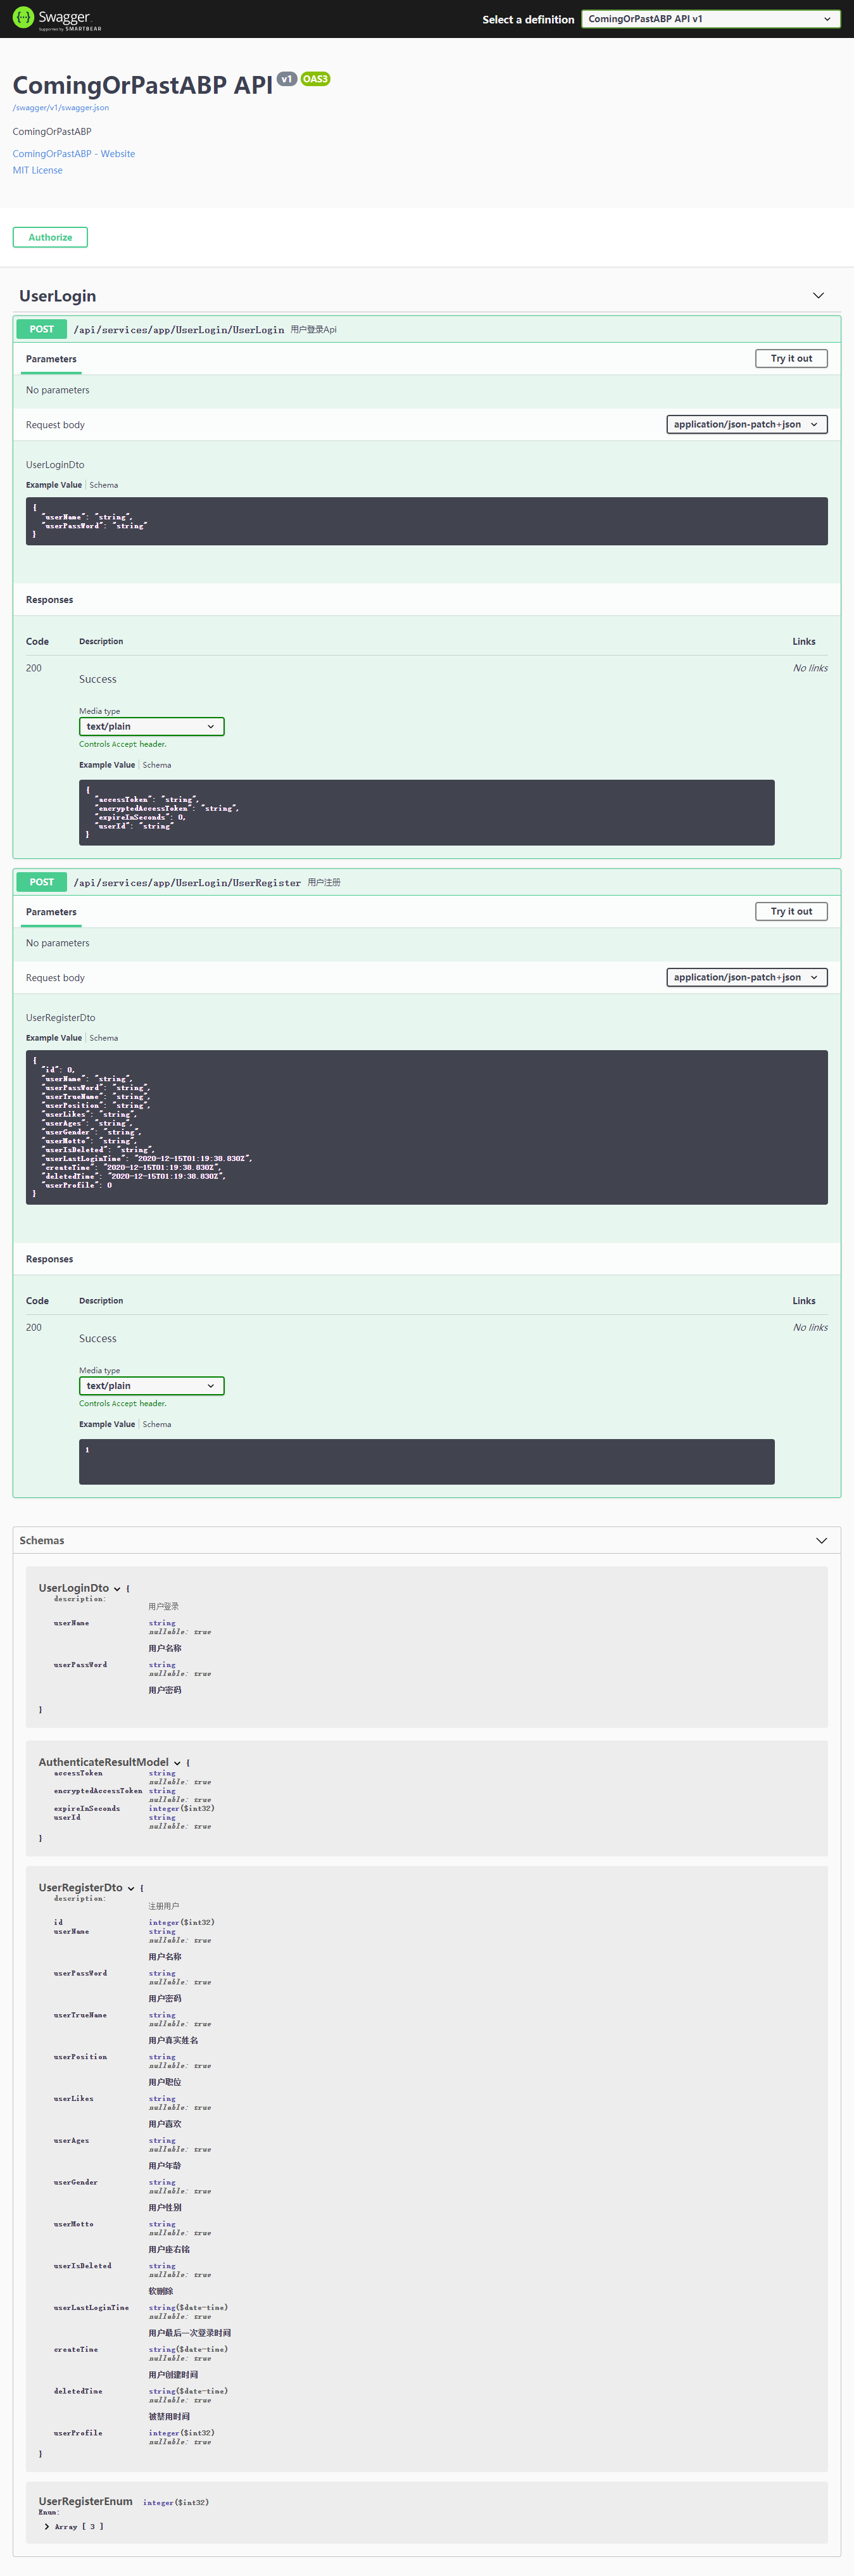 Swagger
Supported by SMARTBEAR
Select a definition
ComingOrPastABP API v1
ComingOrPastABP API v1 OAS3
/swagger/v1/swagger.json
ComingOrPastABP
ComingOrPastABP - Website
MIT License
Authorize
UserLogin
POST /api/services/app/UserLogin/UserLogin 用户登录Api
Parameters
Try it out
No parameters
Request body
application/json-patch+json
UserLoginDto
Example Value | Schema
{
"userName": "string",
"userPassWord": "string"
}
Responses
Code Description Links
200 Success No links
Media type
text/plain
Controls Accept header.
Example Value | Schema
{
"accessToken": "string",
"encryptedAccessToken": "string",
"expireInSeconds": 0,
"userId": "string"
}
POST /api/services/app/UserLogin/UserRegister 用户注册
Parameters
Try it out
No parameters
Request body
application/json-patch+json
UserRegisterDto
Example Value | Schema
{
"id": 0,
"userName": "string",
"userPassWord": "string",
"userTrueName": "string",
"userPosition": "string",
"userLikes": "string",
"userAges": "string",
"userGender": "string",
"userMotto": "string",
"userIsDeleted": "string",
"userLastLoginTime": "2020-12-15T01:19:38.830Z",
"createTime": "2020-12-15T01:19:38.830Z",
"deletedTime": "2020-12-15T01:19:38.830Z",
"userProfile": 0
}
Responses
Code Description Links
200 Success No links
Media type
text/plain
Controls Accept header.
Example Value | Schema
1
Schemas
UserLoginDto {
description:
用户登录
userName string
nullable: true
用户名称
userPassWord string
nullable: true
用户密码
}
AuthenticateResultModel {
accessToken string
nullable: true
encryptedAccessToken string
nullable: true
expireInSeconds integer($int32)
userId string
nullable: true
}
UserRegisterDto {
description:
注册用户
id integer($int32)
userName string
nullable: true
用户名称
userPassWord string
nullable: true
用户密码
userTrueName string
nullable: true
用户真实姓名
userPosition string
nullable: true
用户职位
userLikes string
nullable: true
用户喜欢
userAges string
nullable: true
用户年龄
userGender string
nullable: true
用户性别
userMotto string
nullable: true
用户座右铭
userIsDeleted string
nullable: true
软删除
userLastLoginTime string($date-time)
nullable: true
用户最后一次登录时间
createTime string($date-time)
nullable: true
用户创建时间
deletedTime string($date-time)
nullable: true
被禁用时间
userProfile integer($int32)
nullable: true
}
UserRegisterEnum integer($int32)
Enum:
Array [ 3 ]